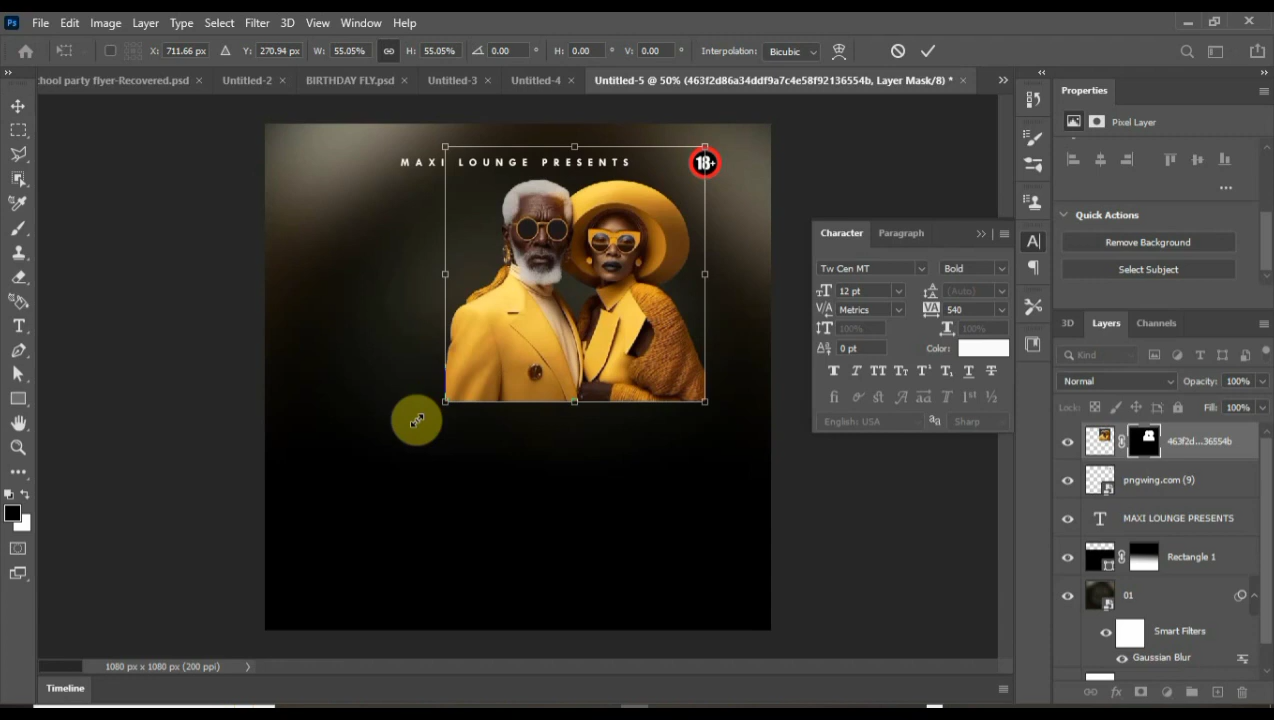 Ps File Edit Image Layer Type Select Filter 3D View Window Help
X: 711.66 px Y: 270.94 px W: 55.05% H: 55.05% 0.00 ° H: 0.00 ° V: 0.00 ° Interpolation: Bicubic
chool party flyer-Recovered.psd × Untitled-2 × BIRTHDAY FLY.psd × Untitled-3 × Untitled-4 × Untitled-5 @ 50% (463f2d86a34ddf9a7c4e58f92136554b, Layer Mask/8) * ×
Properties
Pixel Layer
MAXI LOUNGE PRESENTS
18+
Quick Actions
Remove Background
Select Subject
Character Paragraph
Tw Cen MT Bold
12 pt (Auto)
Metrics 540
100% 100%
0 pt Color:
English: USA Sharp
3D Layers Channels
Kind
Normal Opacity: 100%
Lock: Fill: 100%
463f2d...36554b
pngwing.com (9)
MAXI LOUNGE PRESENTS
Rectangle 1
01
Smart Filters
Gaussian Blur
1080 px x 1080 px (200 ppi)
Timeline